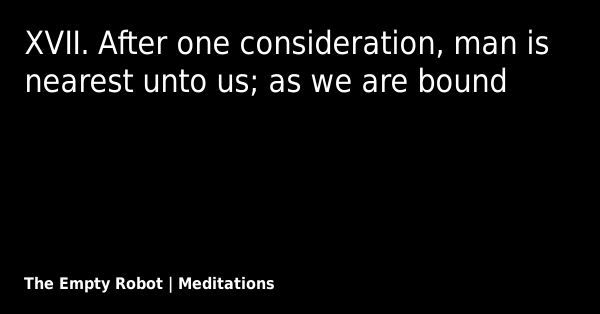 XVII. After one consideration, man is
nearest unto us; as we are bound
The Empty Robot | Meditations